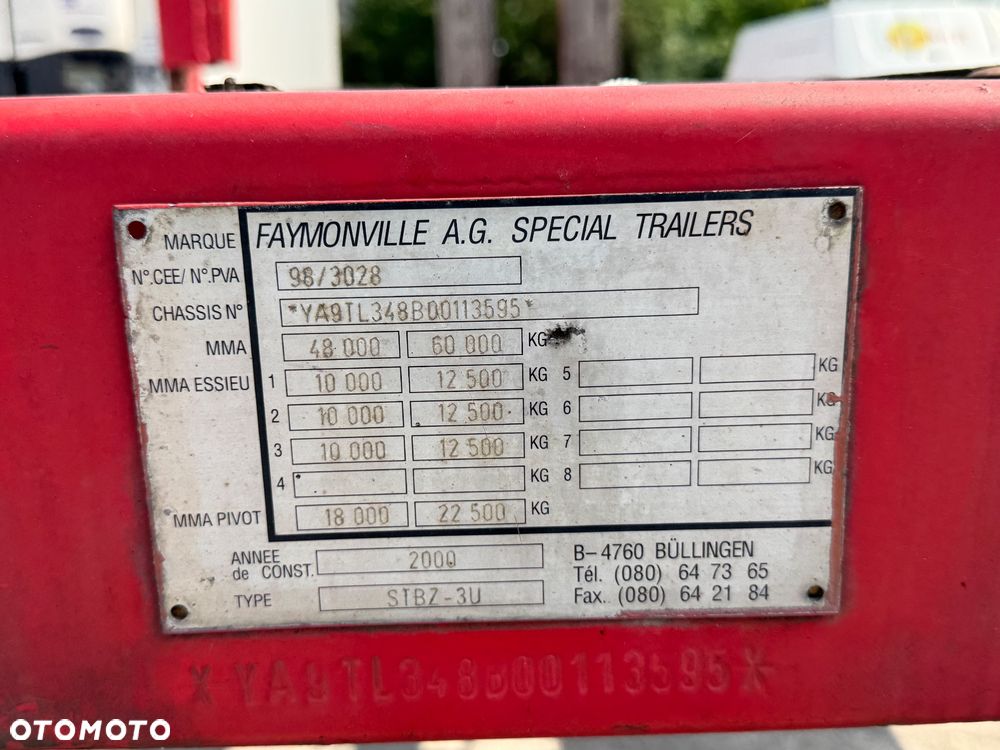 MARQUE FAYMONVILLE A.G. SPECIAL TRAILERS
N°.CEE/ N°.PVA 98/3028
CHASSIS N° *YA9TL348B00113595*
MMA 48 000 60 000 KG
MMA ESSIEU 1 10 000 12 500 KG 5 KG
2 10 000 12 500 KG 6 KG
3 10 000 12 500 KG 7 KG
4 KG 8 KG
MMA PIVOT 18 000 22 500 KG
ANNEE de CONST. 2000
TYPE STBZ-3U
B-4760 BÜLLINGEN
Tél. (080) 64 73 65
Fax. (080) 64 21 84
*YA9TL348B00113595*
OTOMOTO